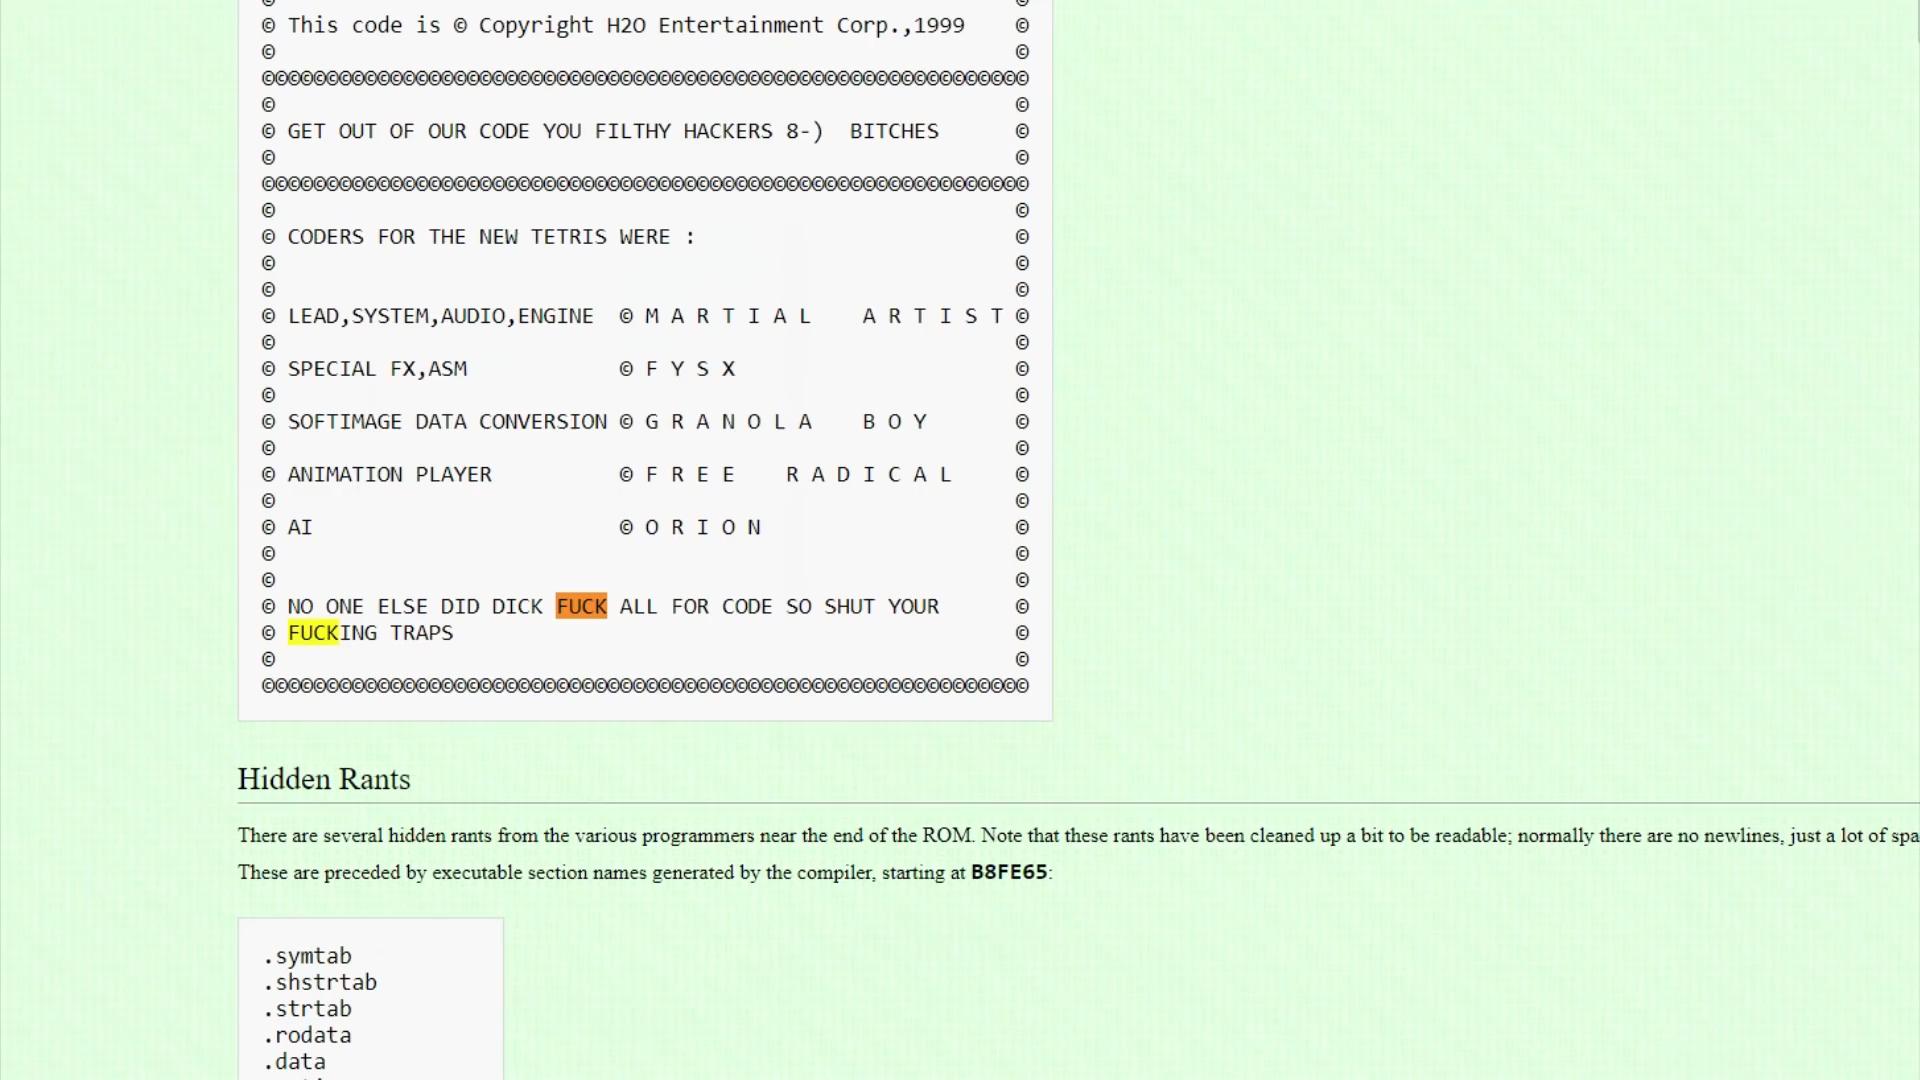 ©                                                          ©
© This code is © Copyright H2O Entertainment Corp.,1999    ©
©                                                          ©
©©©©©©©©©©©©©©©©©©©©©©©©©©©©©©©©©©©©©©©©©©©©©©©©©©©©©©©©©©©©
©                                                          ©
© GET OUT OF OUR CODE YOU FILTHY HACKERS 8-)  BITCHES      ©
©                                                          ©
©©©©©©©©©©©©©©©©©©©©©©©©©©©©©©©©©©©©©©©©©©©©©©©©©©©©©©©©©©©©
©                                                          ©
© CODERS FOR THE NEW TETRIS WERE :                         ©
©                                                          ©
©                                                          ©
© LEAD,SYSTEM,AUDIO,ENGINE  © M A R T I A L    A R T I S T ©
©                                                          ©
© SPECIAL FX,ASM            © F Y S X                      ©
©                                                          ©
© SOFTIMAGE DATA CONVERSION © G R A N O L A    B O Y       ©
©                                                          ©
© ANIMATION PLAYER          © F R E E    R A D I C A L     ©
©                                                          ©
© AI                        © O R I O N                    ©
©                                                          ©
©                                                          ©
© NO ONE ELSE DID DICK FUCK ALL FOR CODE SO SHUT YOUR      ©
© FUCKING TRAPS                                            ©
©                                                          ©
©©©©©©©©©©©©©©©©©©©©©©©©©©©©©©©©©©©©©©©©©©©©©©©©©©©©©©©©©©©©
Hidden Rants
There are several hidden rants from the various programmers near the end of the ROM. Note that these rants have been cleaned up a bit to be readable; normally there are no newlines, just a lot of spa
These are preceded by executable section names generated by the compiler, starting at B8FE65:
.symtab
.shstrtab
.strtab
.rodata
.data